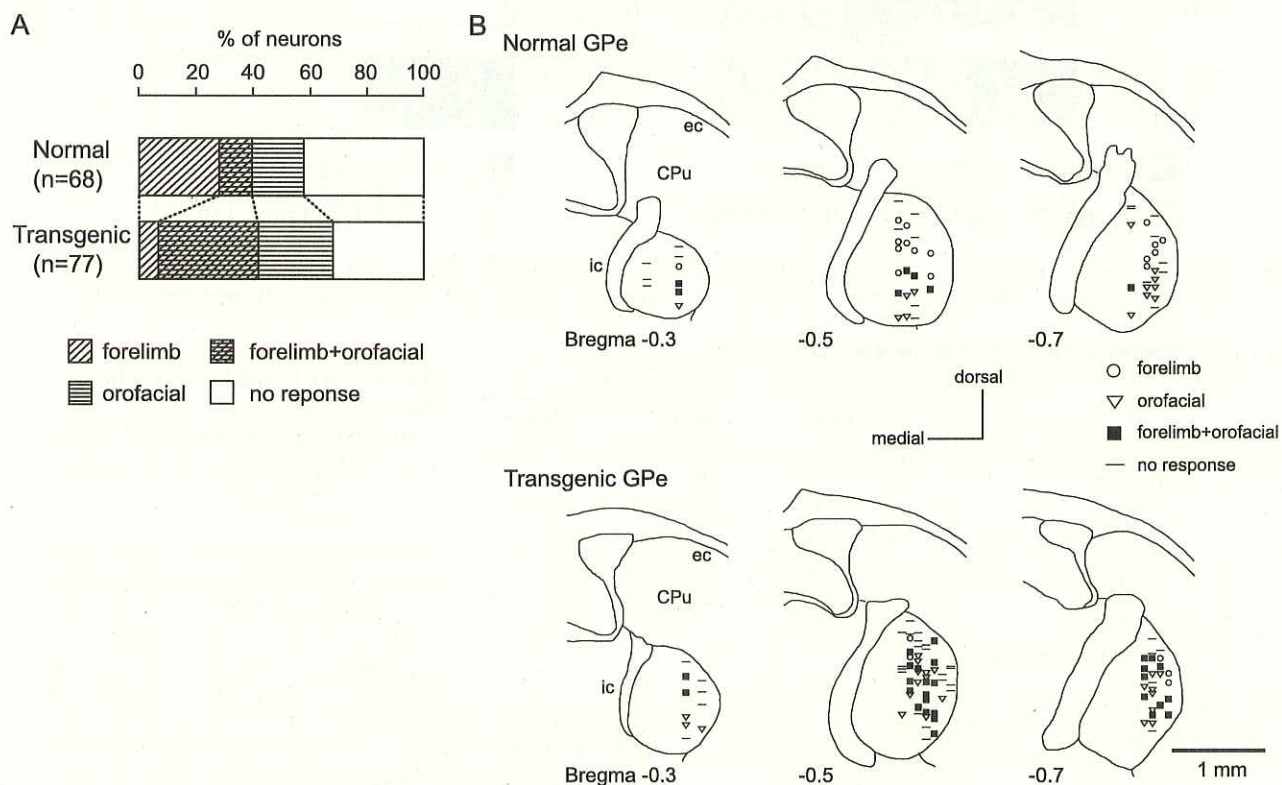 A
% of neurons
0 20 40 60 80 100
Normal
(n=68)
Transgenic
(n=77)
forelimb
forelimb+orofacial
orofacial
no reponse
B
Normal GPe
ec
CPu
ic
Bregma -0.3
-0.5
-0.7
dorsal
medial
forelimb
orofacial
forelimb+orofacial
no response
Transgenic GPe
ec
CPu
ic
Bregma -0.3
-0.5
-0.7
1 mm